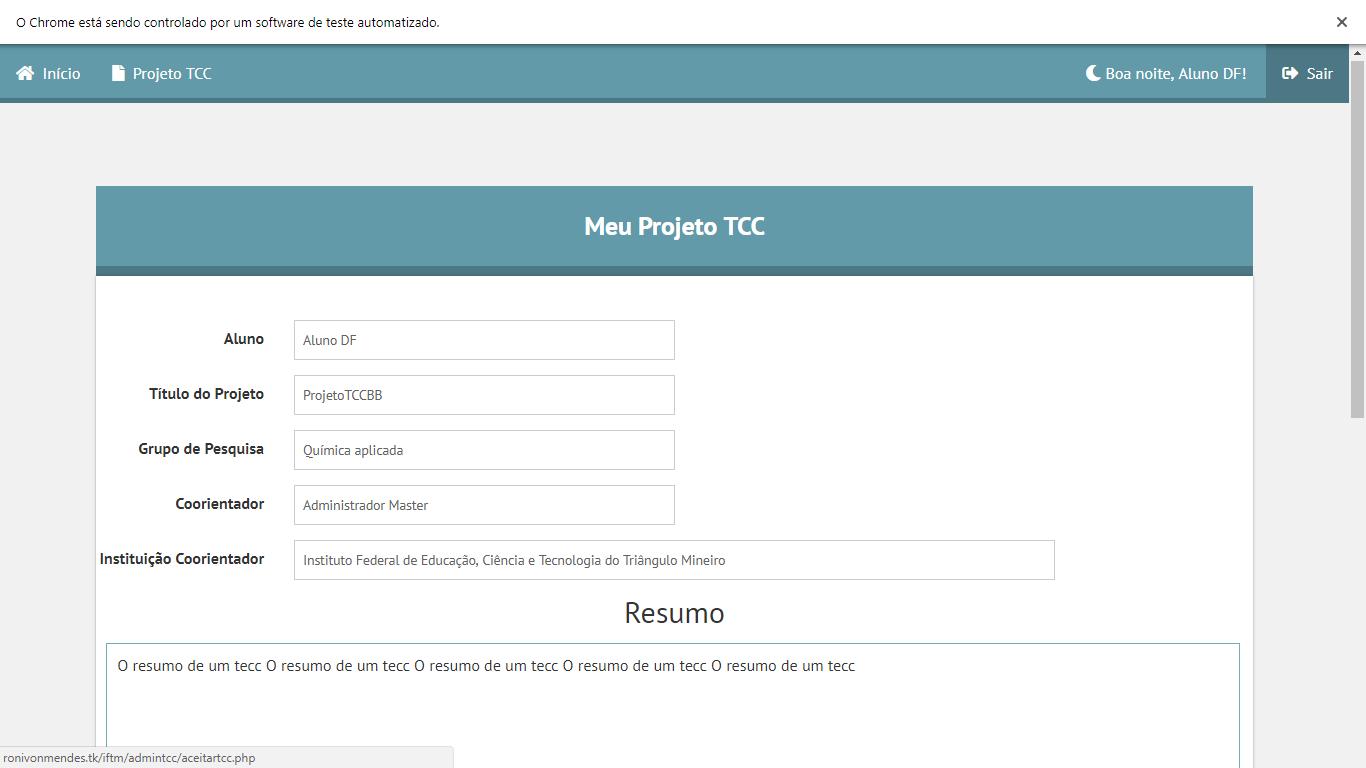 O Chrome está sendo controlado por um software de teste automatizado.
Início Projeto TCC Boa noite, Aluno DF! Sair
Meu Projeto TCC
Aluno Aluno DF
Título do Projeto ProjetoTCCBB
Grupo de Pesquisa Química aplicada
Coorientador Administrador Master
Instituição Coorientador Instituto Federal de Educação, Ciência e Tecnologia do Triângulo Mineiro
Resumo
O resumo de um tecc O resumo de um tecc O resumo de um tecc O resumo de um tecc O resumo de um tecc
ronivonmendes.tk/iftm/admintcc/aceitartcc.php